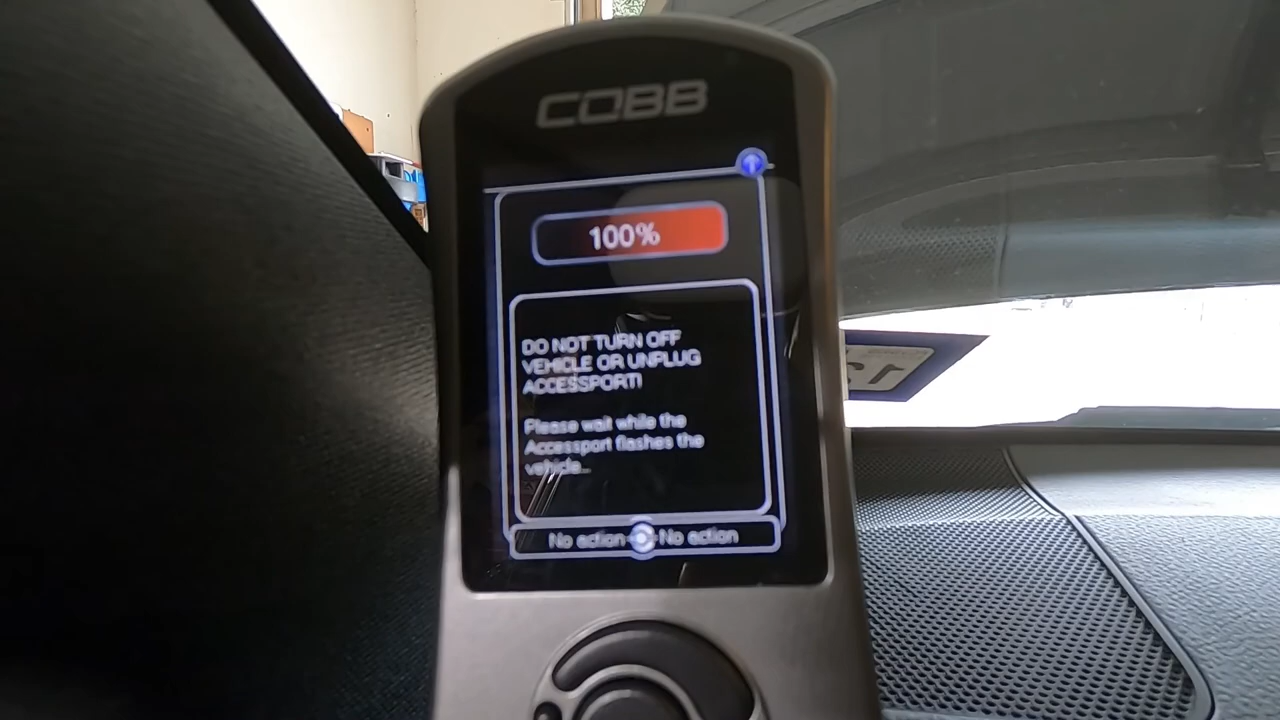 COBB
100%
DO NOT TURN OFF
VEHICLE OR UNPLUG
ACCESSPORT!
Please wait while the
Accessport flashes the
vehicle...
No action
No action